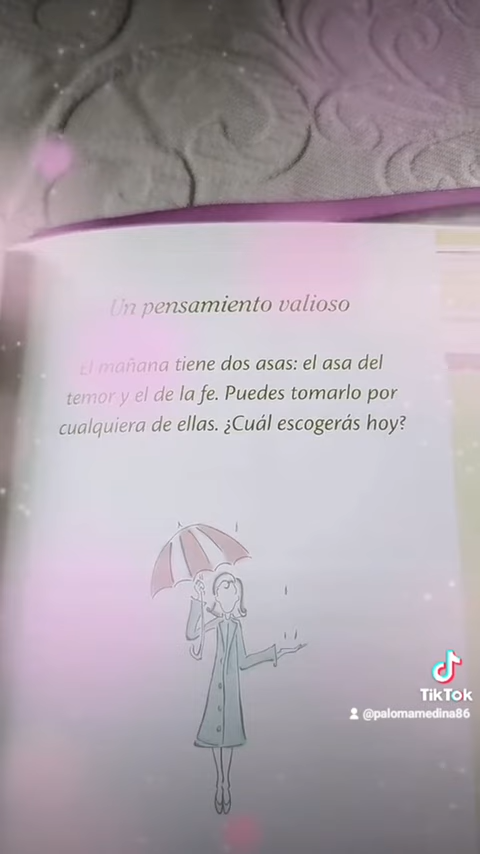 Un pensamiento valioso
El mañana tiene dos asas: el asa del
temor y el de la fe. Puedes tomarlo por
cualquiera de ellas. ¿Cuál escogerás hoy?
TikTok
@palomamedina86